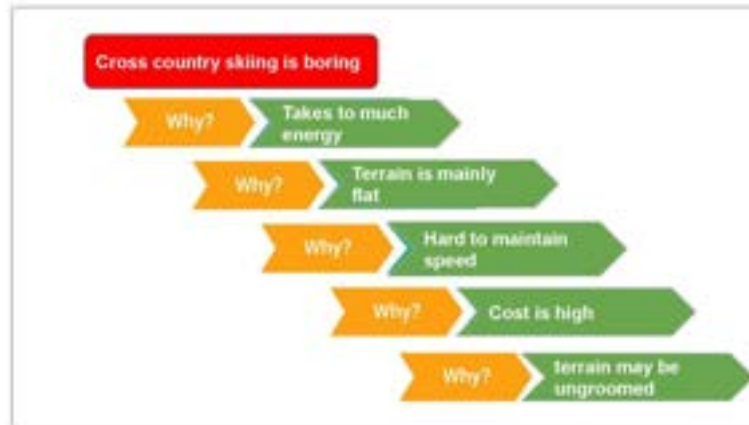 Cross country skiing is boring
Why?
Takes to much
energy
Why?
Terrain is mainly
flat
Why?
Hard to maintain
speed
Why?
Cost is high
Why?
terrain may be
ungroomed